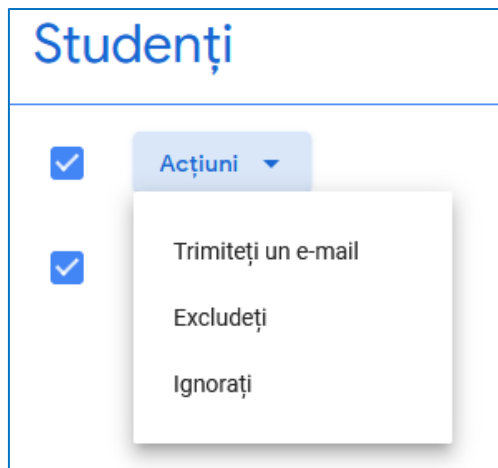 Studenți
Acțiuni
Trimiteți un e-mail
Excludeți
Ignorați